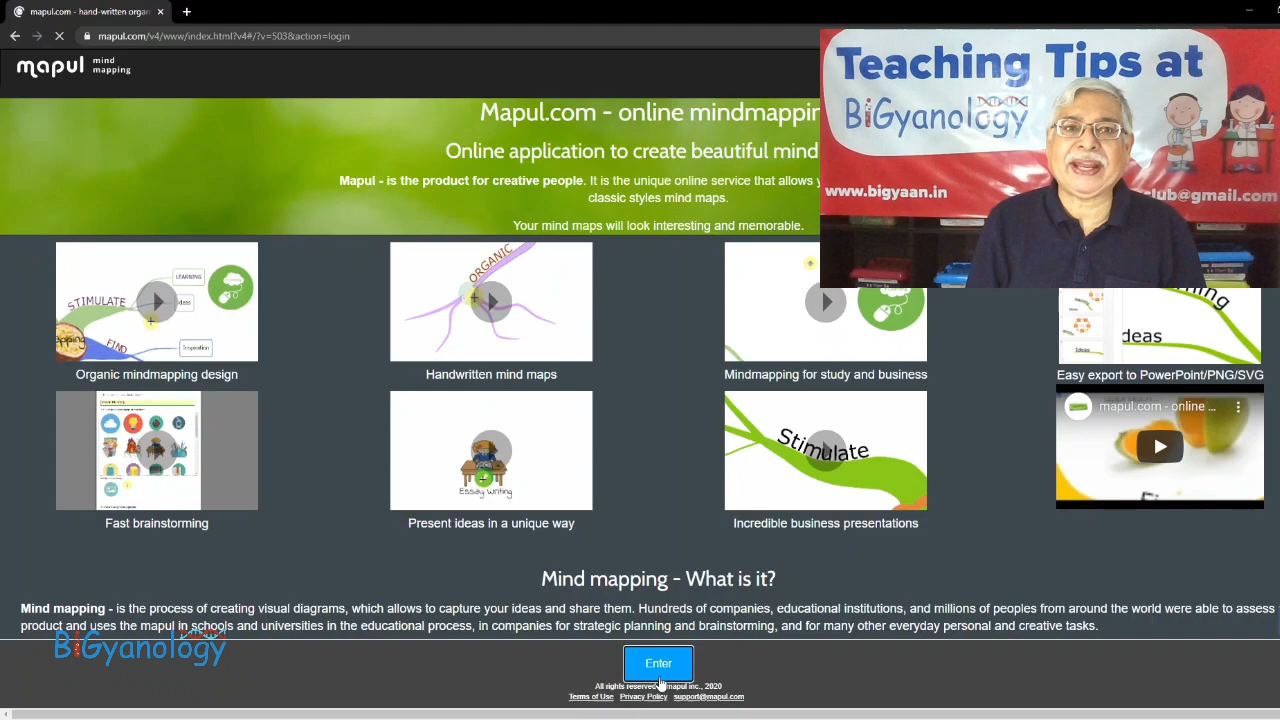 mapul.com - hand-written organ
mapul.com/v4/www/index.html?v4#/?v=503&action=login
mapul mind
mapping
Mapul.com - online mindmappin
Online application to create beautiful mind
Mapul - is the product for creative people. It is the unique online service that allows
classic styles mind maps.
Your mind maps will look interesting and memorable.
Teaching Tips at
BiGyanology
www.bigyaan.in
club@gmail.com
STIMULATE
LEARNING
Ideas
FIND
Inspiration
Organic mindmapping design
ORGANIC
Handwritten mind maps
Mindmapping for study and business
Ideas
Ideas
Easy export to PowerPoint/PNG/SVG
Fast brainstorming
Essay Writing
Present ideas in a unique way
Stimulate
Incredible business presentations
mapul.com - online ...
Mind mapping - What is it?
Mind mapping - is the process of creating visual diagrams, which allows to capture your ideas and share them. Hundreds of companies, educational institutions, and millions of peoples from around the world were able to assess
product and uses the mapul in schools and universities in the educational process, in companies for strategic planning and brainstorming, and for many other everyday personal and creative tasks.
BiGyanology
Enter
All rights reserved mapul inc., 2020
Terms of Use Privacy Policy support@mapul.com